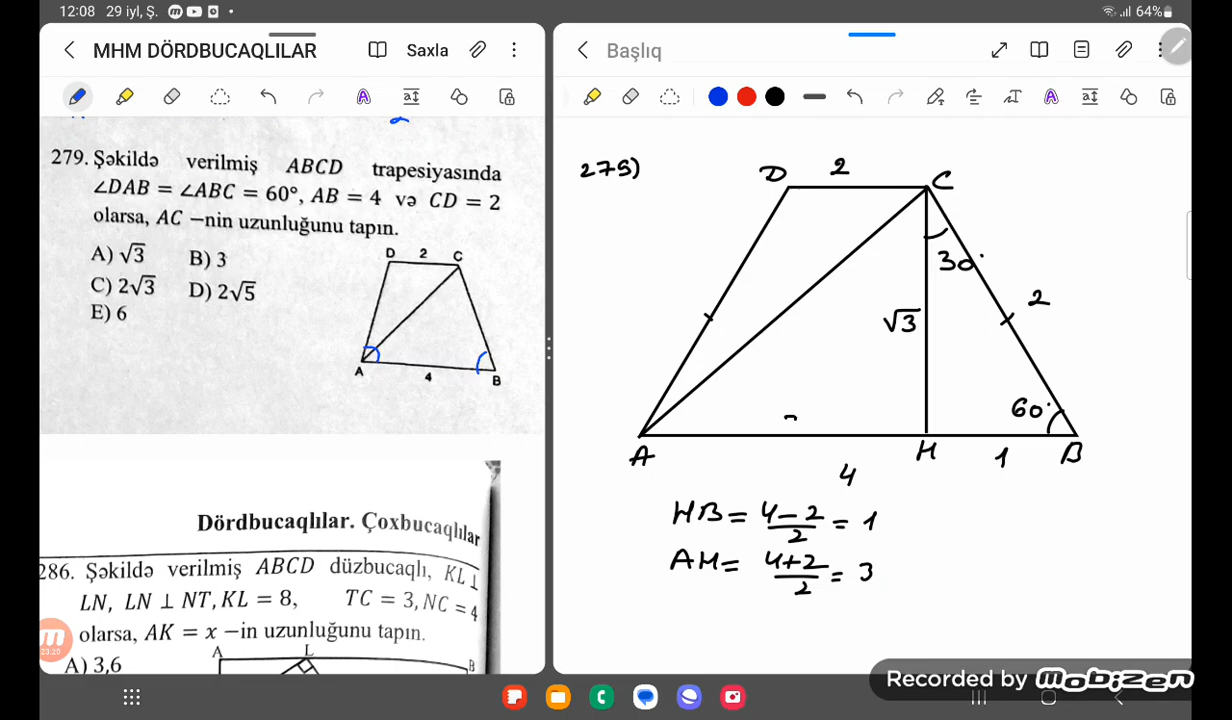 12:08 29 iyl, Ş.
64%
MHM DÖRDBUCAQLILAR
Saxla
279. Şəkildə verilmiş ABCD trapesiyasında
∠DAB = ∠ABC = 60°, AB = 4 və CD = 2
olarsa, AC −nin uzunluğunu tapın.
A) √3 B) 3
C) 2√3 D) 2√5
E) 6
D 2 C
A 4 B
Dördbucaqlılar. Çoxbucaqlılar
286. Şəkildə verilmiş ABCD düzbucaqlı, KL ⊥
LN, LN ⊥ NT, KL = 8, TC = 3, NC = 4
olarsa, AK = x −in uzunluğunu tapın.
A) 3,6
A L B
23:20
Başlıq
279)
D 2 C
30°
2
√3
60°
A H 1 B
4
HB = 4−2/2 = 1
AH = 4+2/2 = 3
Recorded by mobizen